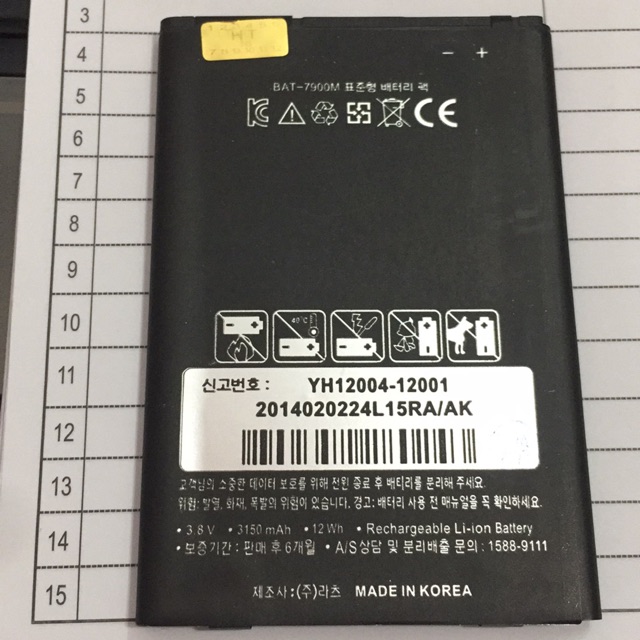 3
4
5
6
7
8
9
10
11
12
13
14
15
HT
− +
BAT-7900M 표준형 배터리 팩
CE
40°C
신고번호 : YH12004-12001
2014020224L15RA/AK
고객님의 소중한 데이터 보호를 위해 전원 종료 후 배터리를 분리해 주세요
위험: 발열, 화재, 폭발의 위험이 있습니다. 경고: 배터리 사용 전 매뉴얼을 꼭 확인하세요.
• 3.8 V • 3150 mAh • 12 Wh • Rechargeable Li-ion Battery
• 보증기간 : 판매 후 6개월 • A/S상담 및 분리배출 문의 : 1588-9111
제조사 : (주)라츠 MADE IN KOREA